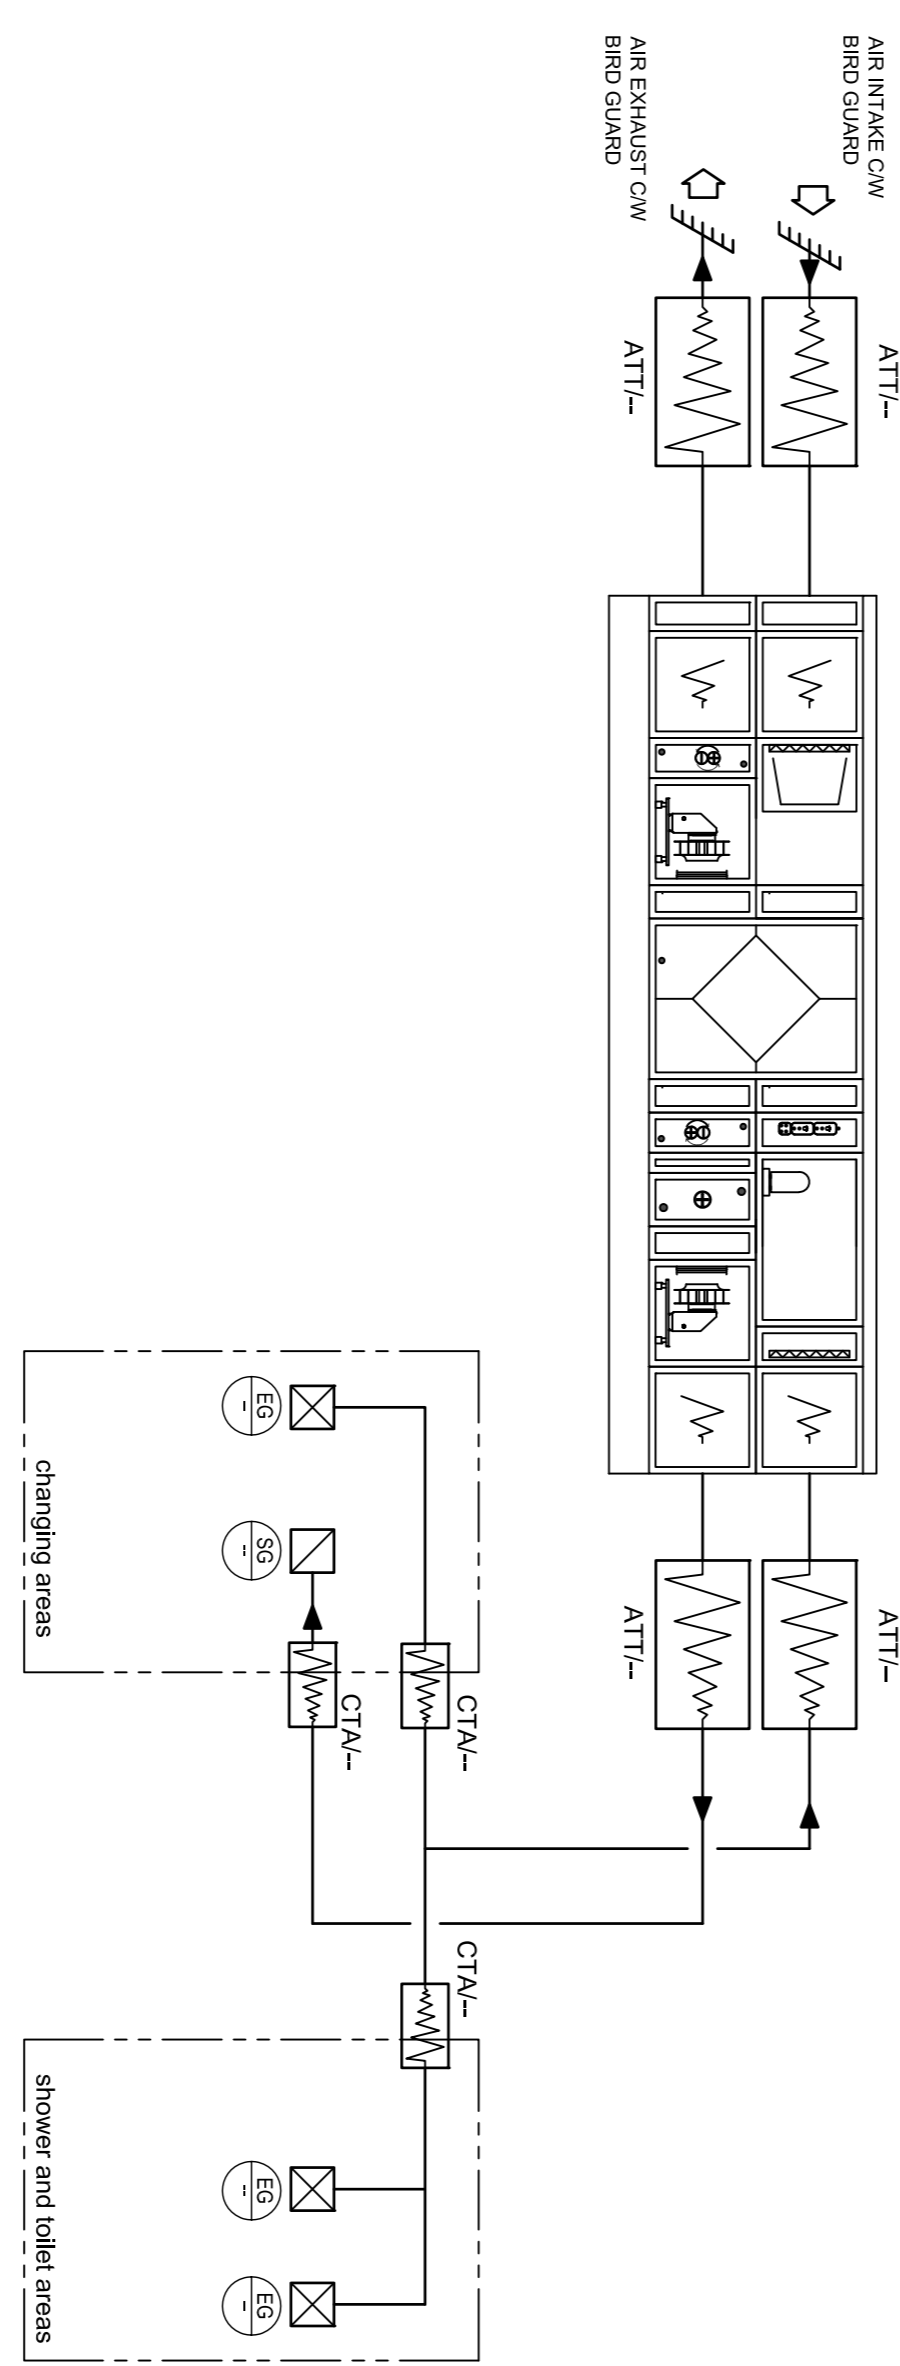 AIR INTAKE C/W
BIRD GUARD
AIR EXHAUST C/W
BIRD GUARD
ATT/--
ATT/--
ATT/-
ATT/--
CTA/--
CTA/--
CTA/--
EG
-
SG
--
changing areas
EG
--
EG
-
shower and toilet areas